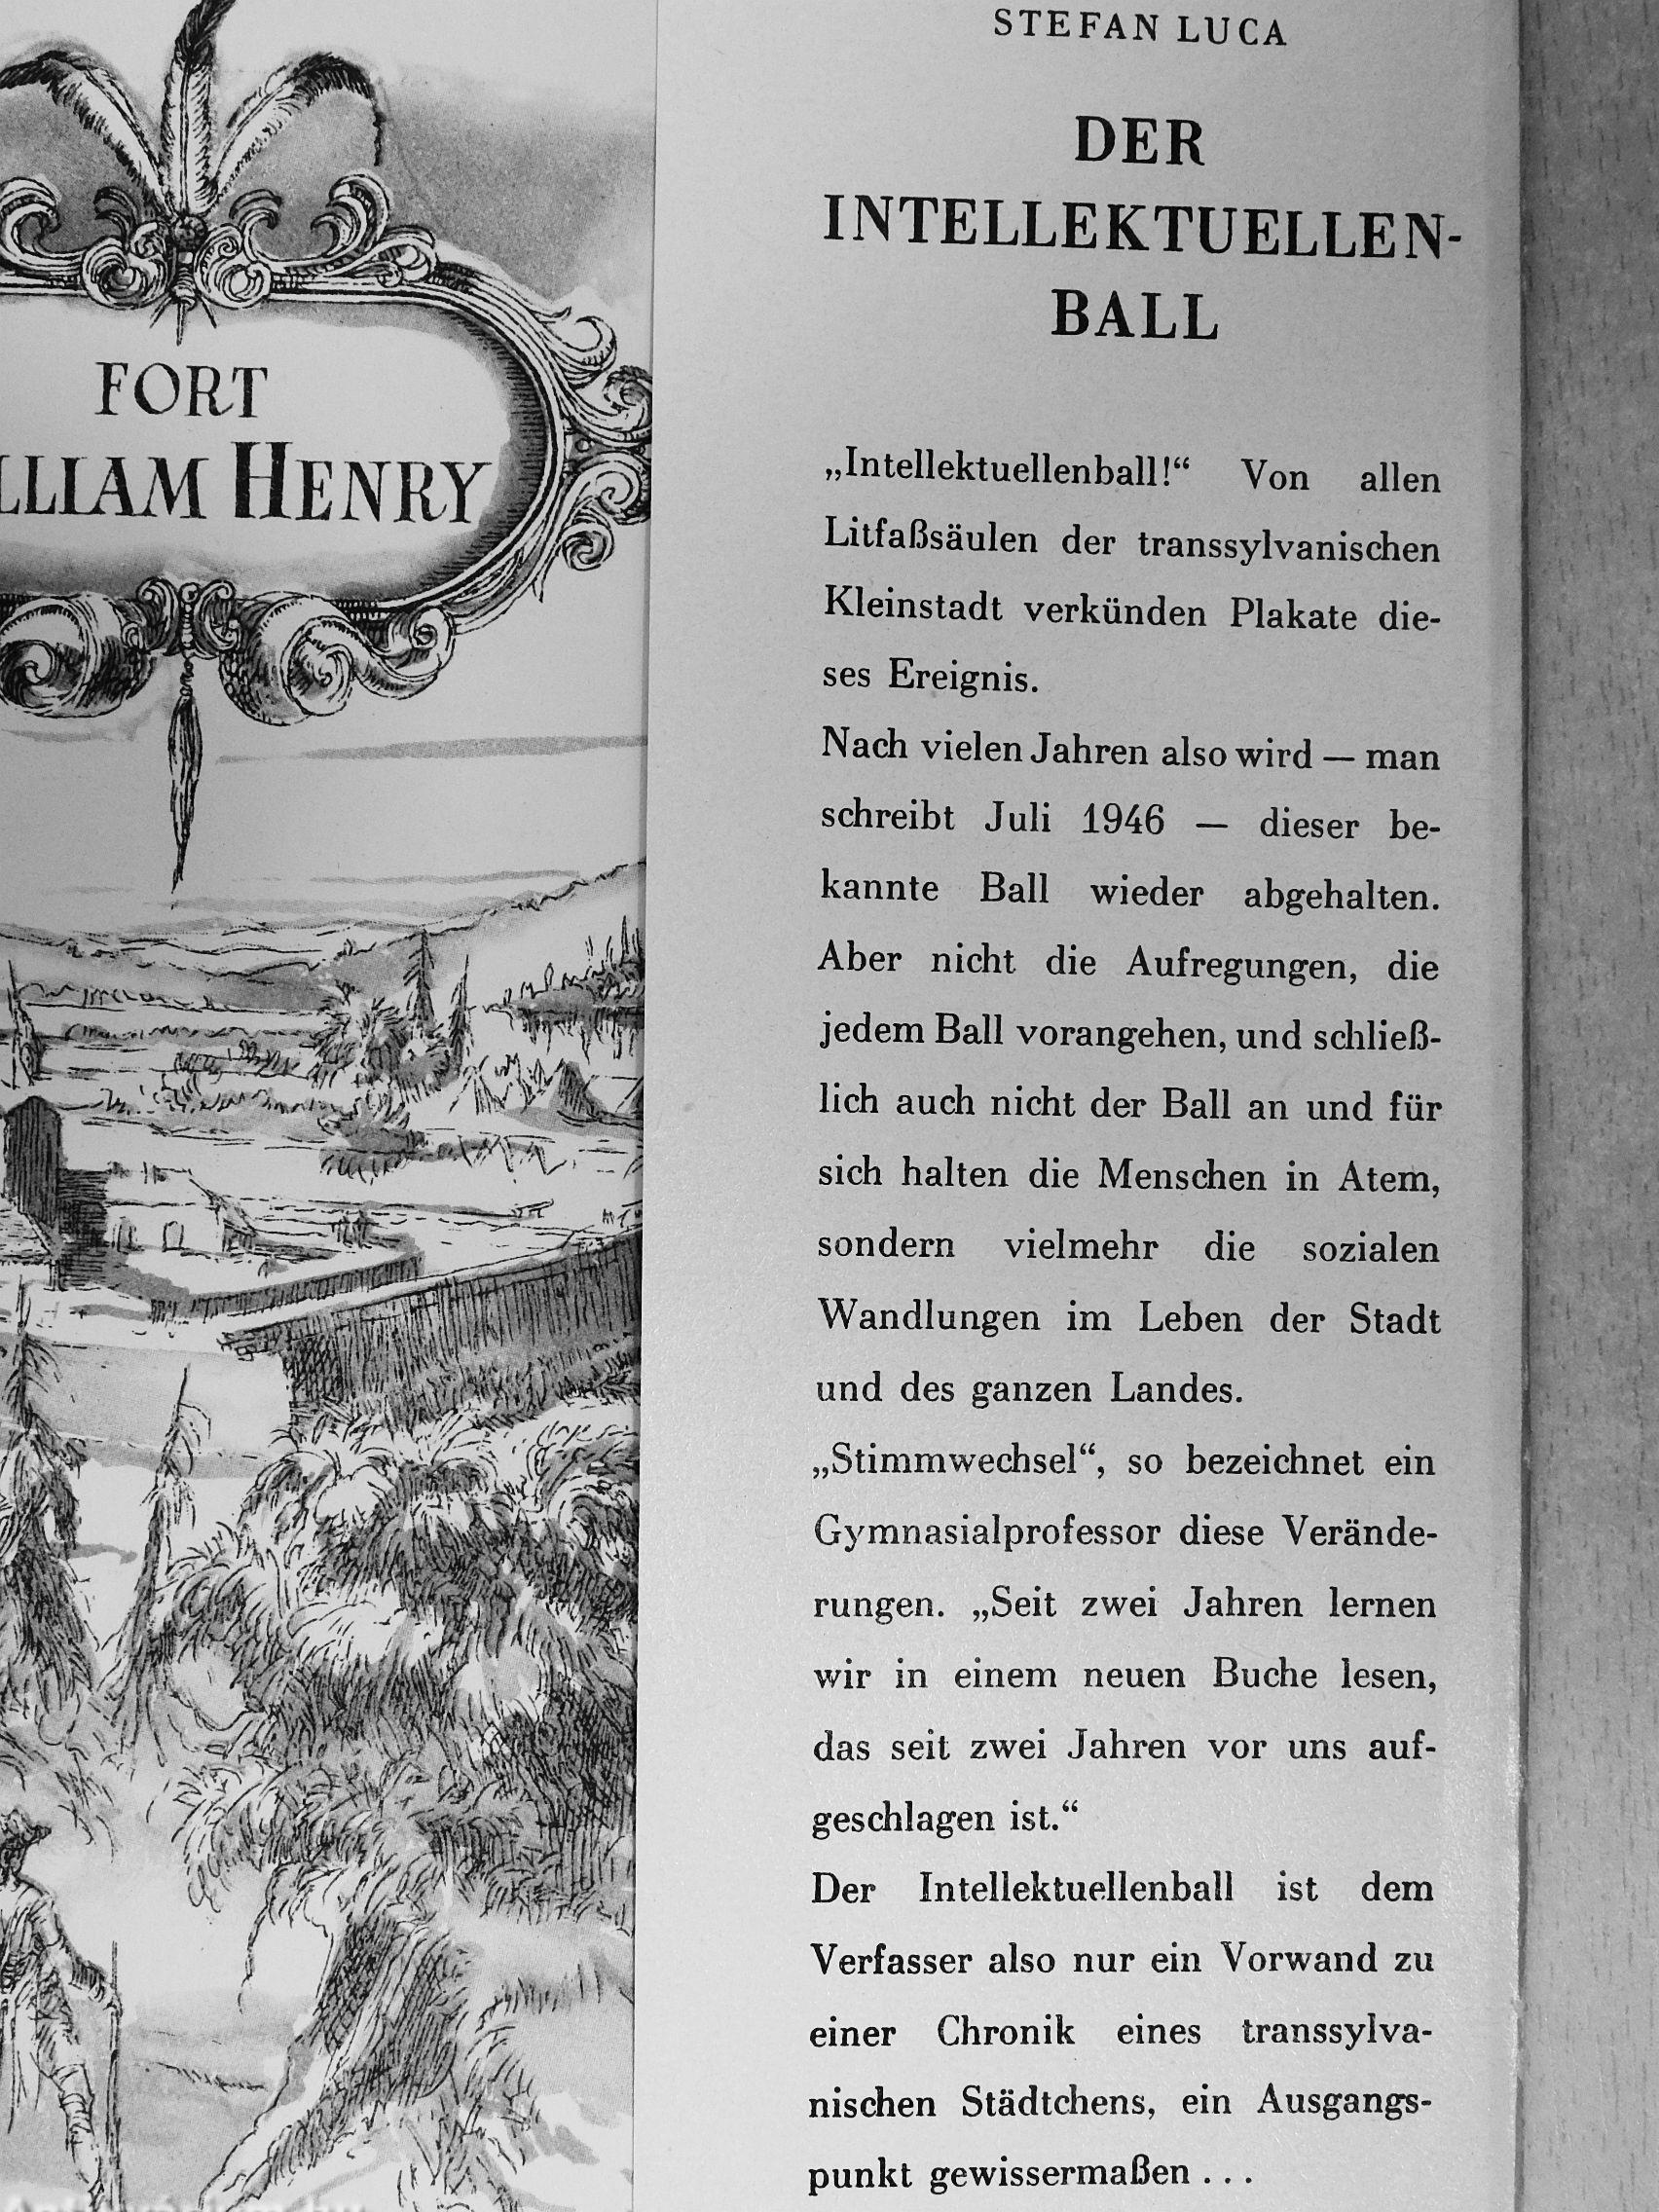 FORT
WILLIAM HENRY
STEFAN LUCA
DER
INTELLEKTUELLEN-
BALL
„Intellektuellenball!“ Von allen
Litfaßsäulen der transsylvanischen
Kleinstadt verkünden Plakate die-
ses Ereignis.
Nach vielen Jahren also wird — man
schreibt Juli 1946 — dieser be-
kannte Ball wieder abgehalten.
Aber nicht die Aufregungen, die
jedem Ball vorangehen, und schließ-
lich auch nicht der Ball an und für
sich halten die Menschen in Atem,
sondern vielmehr die sozialen
Wandlungen im Leben der Stadt
und des ganzen Landes.
„Stimmwechsel“, so bezeichnet ein
Gymnasialprofessor diese Verände-
rungen. „Seit zwei Jahren lernen
wir in einem neuen Buche lesen,
das seit zwei Jahren vor uns auf-
geschlagen ist.“
Der Intellektuellenball ist dem
Verfasser also nur ein Vorwand zu
einer Chronik eines transsylva-
nischen Städtchens, ein Ausgangs-
punkt gewissermaßen . . .